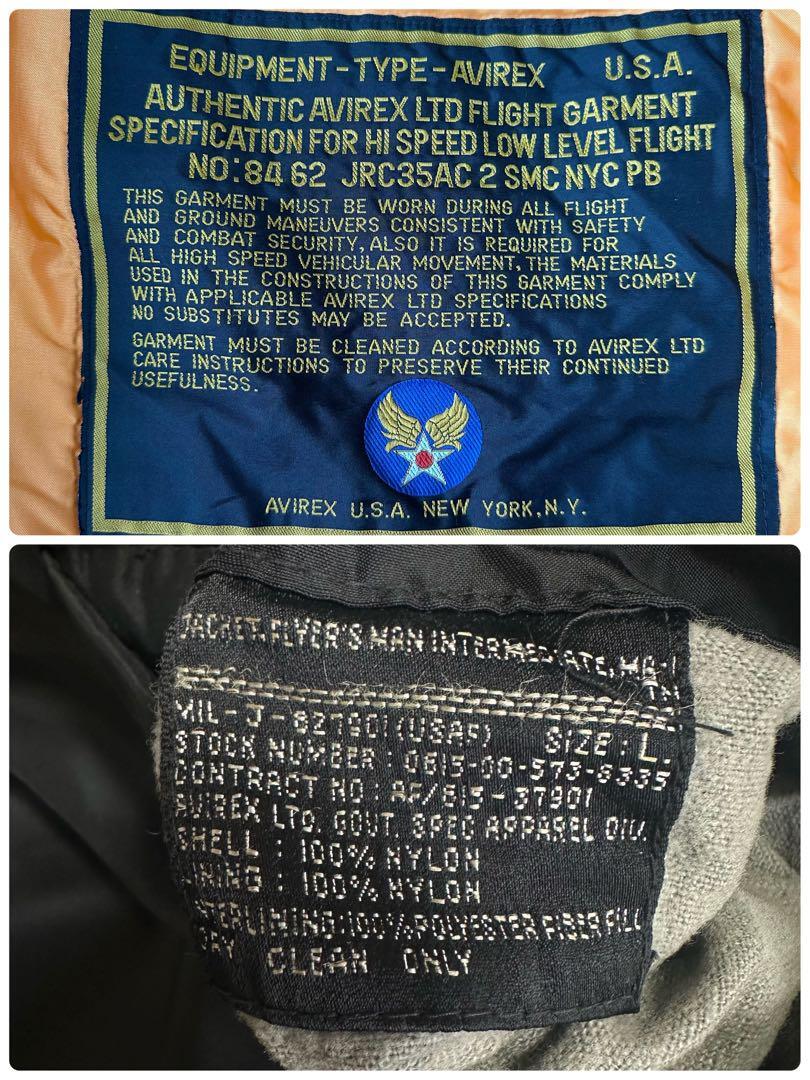 EQUIPMENT-TYPE-AVIREX U.S.A.
AUTHENTIC AVIREX LTD FLIGHT GARMENT
SPECIFICATION FOR HI SPEED LOW LEVEL FLIGHT
NO:84 62 JRC35AC 2 SMC NYC PB
THIS GARMENT MUST BE WORN DURING ALL FLIGHT
AND GROUND MANEUVERS CONSISTENT WITH SAFETY
AND COMBAT SECURITY, ALSO IT IS REQUIRED FOR
ALL HIGH SPEED VEHICULAR MOVEMENT, THE MATERIALS
USED IN THE CONSTRUCTIONS OF THIS GARMENT COMPLY
WITH APPLICABLE AVIREX LTD SPECIFICATIONS
NO SUBSTITUTES MAY BE ACCEPTED.
GARMENT MUST BE CLEANED ACCORDING TO AVIREX LTD
CARE INSTRUCTIONS TO PRESERVE THEIR CONTINUED
USEFULNESS.
AVIREX U.S.A. NEW YORK, N.Y.
JACKET, FLYER'S MAN INTERMEDIATE, MA-1
TM
MIL-J-827901 (USAF) SIZE: L.
STOCK NUMBER: 0615-00-573-8335
CONTRACT NO: AF/615-37901
AVIREX LTD, GOVT. SPEC APPAREL DIV.
SHELL: 100% NYLON
LINING: 100% NYLON
INTERLINING: 100% POLYESTER FIBER FILL
DRY CLEAN ONLY